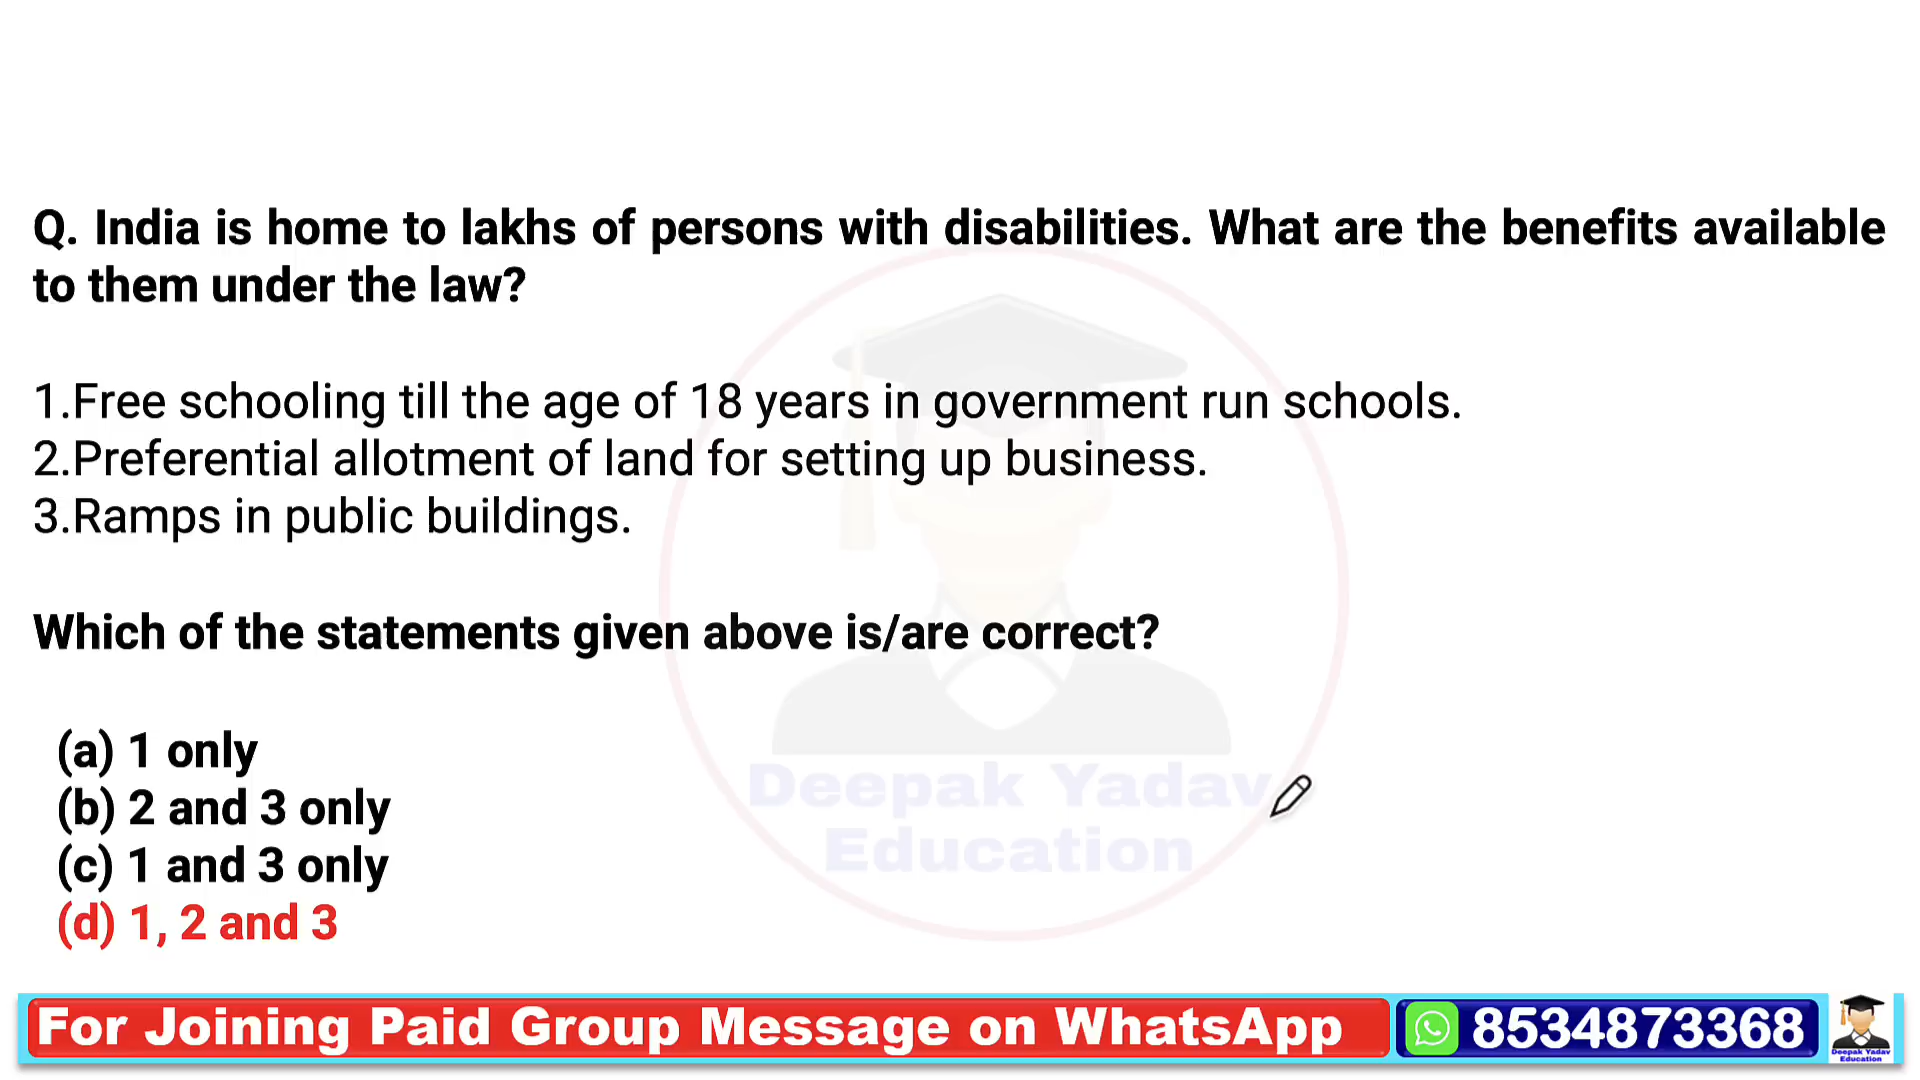 Q. India is home to lakhs of persons with disabilities. What are the benefits available
to them under the law?
1.Free schooling till the age of 18 years in government run schools.
2.Preferential allotment of land for setting up business.
3.Ramps in public buildings.
Which of the statements given above is/are correct?
(a) 1 only
(b) 2 and 3 only
(c) 1 and 3 only
(d) 1, 2 and 3
Deepak Yadav
Education
For Joining Paid Group Message on WhatsApp
8534873368
Deepak Yadav
Education